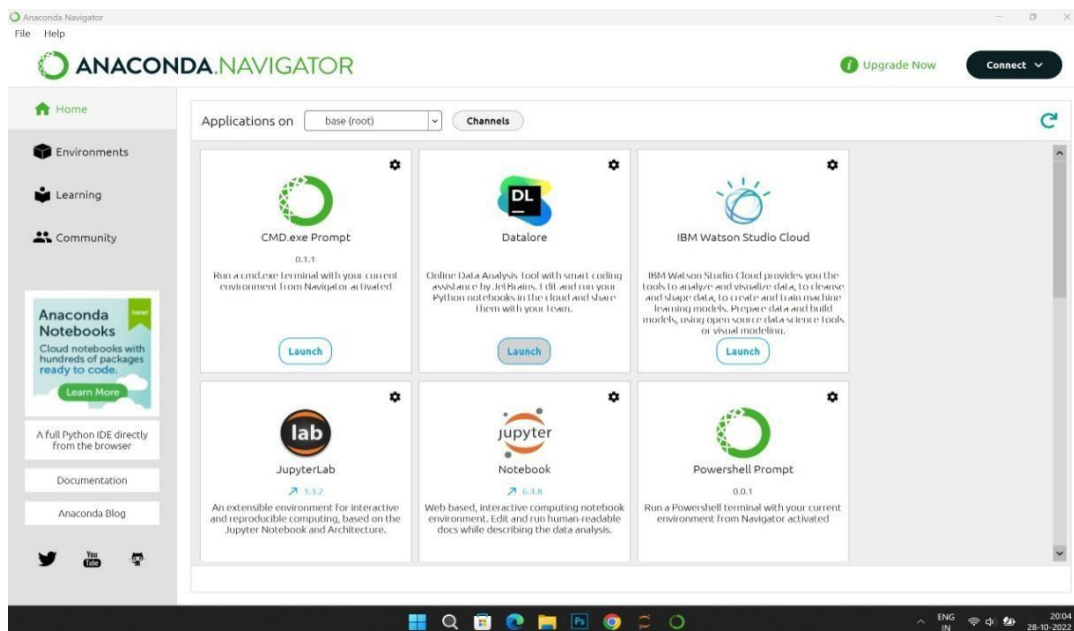 Anaconda Navigator
File Help
ANACONDA.NAVIGATOR
i Upgrade Now
Connect
Home
Environments
Learning
Community
Anaconda
Notebooks
New!
Cloud notebooks with
hundreds of packages
ready to code.
Learn More
A full Python IDE directly
from the browser
Documentation
Anaconda Blog
You
Tube
Applications on base (root) Channels
CMD.exe Prompt
0.1.1
Run a cmd.exe terminal with your current
environment from Navigator activated
Launch
DL
Datalore
Online Data Analysis Tool with smart coding
assistance by JetBrains. Edit and run your
Python notebooks in the cloud and share
them with your team.
Launch
IBM Watson Studio Cloud
IBM Watson Studio Cloud provides you the
tools to analyze and visualize data, to cleanse
and shape data, to create and train machine
learning models. Prepare data and build
models, using open source data science tools
or visual modeling.
Launch
lab
JupyterLab
3.3.2
An extensible environment for interactive
and reproducible computing, based on the
Jupyter Notebook and Architecture.
jupyter
Notebook
6.4.8
Web-based, interactive computing notebook
environment. Edit and run human-readable
docs while describing the data analysis.
Powershell Prompt
0.0.1
Run a Powershell terminal with your current
environment from Navigator activated
Ps
ENG
IN
20:04
28-10-2022